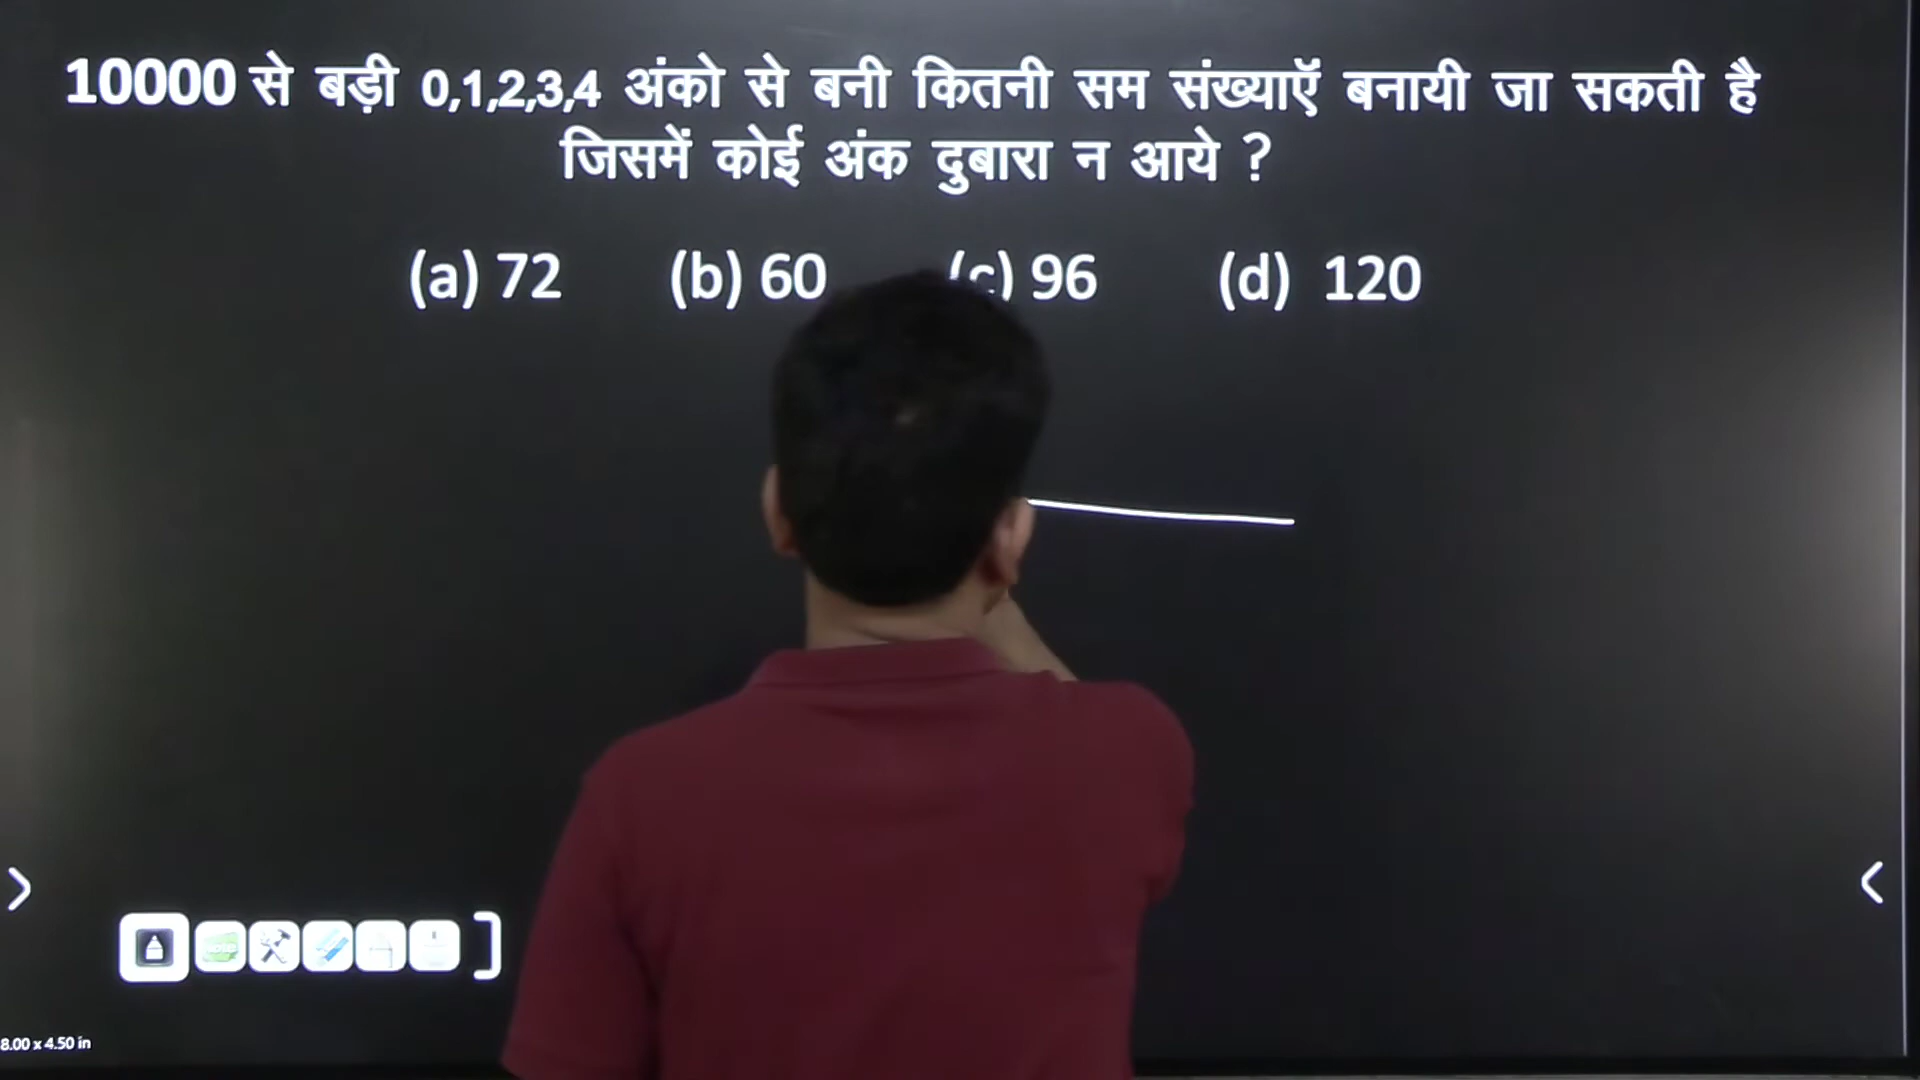 10000 से बड़ी 0,1,2,3,4 अंको से बनी कितनी सम संख्याऍ बनायी जा सकती है
जिसमें कोई अंक दुबारा न आये ?
(a) 72 (b) 60 (c) 96 (d) 120
8.00 x 4.50 in